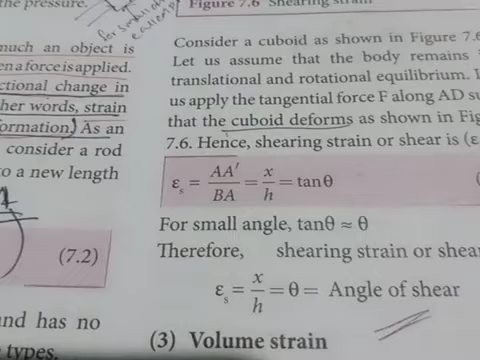 the pressure.
much an object is
en a force is applied.
ctional change in
her words, strain
formation) As an
consider a rod
to a new length
(7.2)
and has no
types.
Figure 7.6 Shearing strain
Consider a cuboid as shown in Figure 7.6
Let us assume that the body remains
translational and rotational equilibrium.
us apply the tangential force F along AD su
that the cuboid deforms as shown in Fig
7.6. Hence, shearing strain or shear is (ε
εs = AA′/BA = x/h = tanθ
For small angle, tanθ ≈ θ
Therefore, shearing strain or shear
εs = x/h = θ = Angle of shear
(3) Volume strain